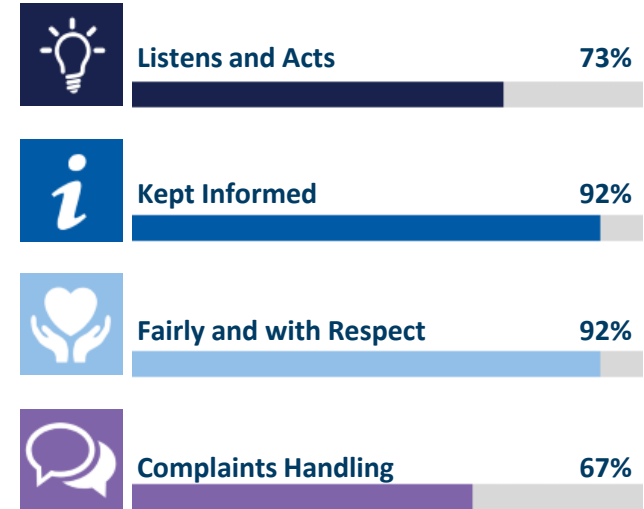 Listens and Acts 73%
Kept Informed 92%
Fairly and with Respect 92%
Complaints Handling 67%